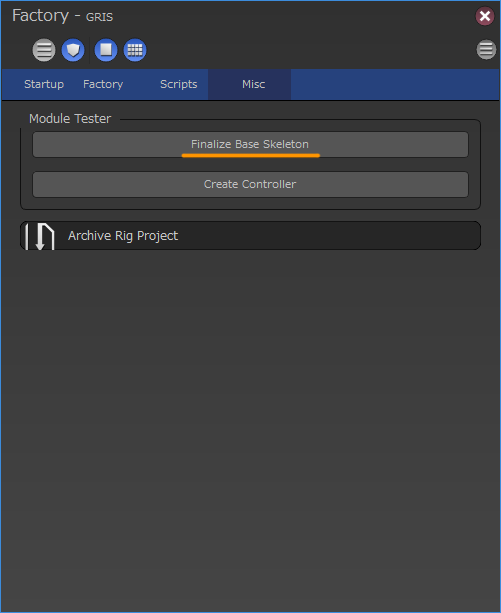 Factory - GRIS
Startup Factory Scripts Misc
Module Tester
Finalize Base Skeleton
Create Controller
Archive Rig Project